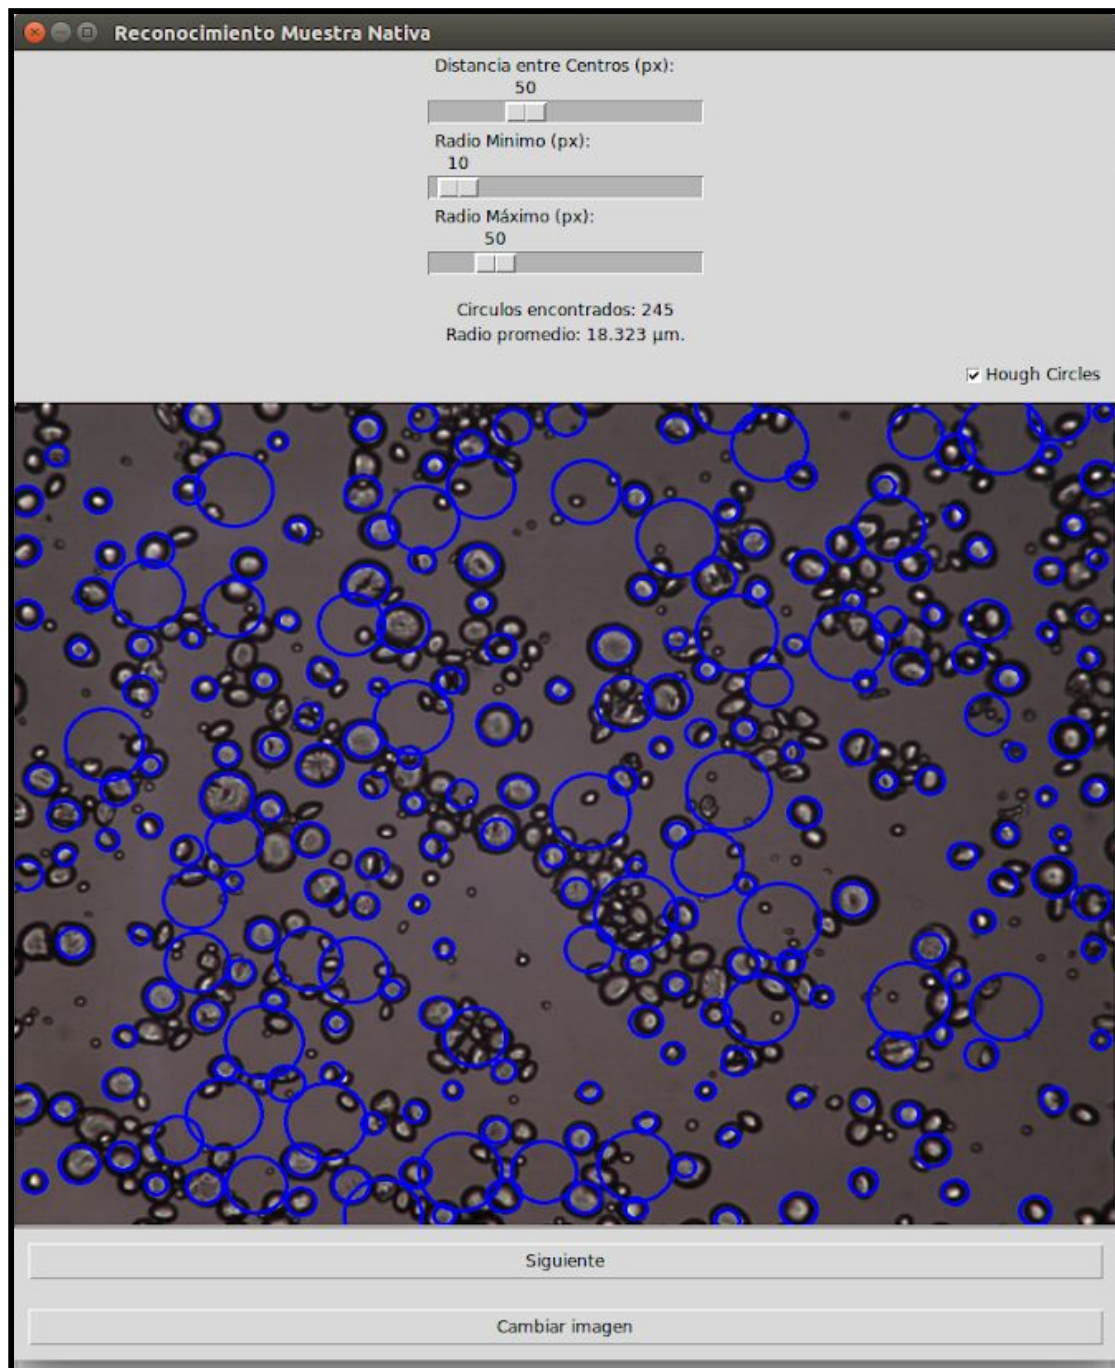 Reconocimiento Muestra Nativa
Distancia entre Centros (px):
50
Radio Minimo (px):
10
Radio Máximo (px):
50
Circulos encontrados: 245
Radio promedio: 18.323 μm.
Hough Circles
Siguiente
Cambiar imagen